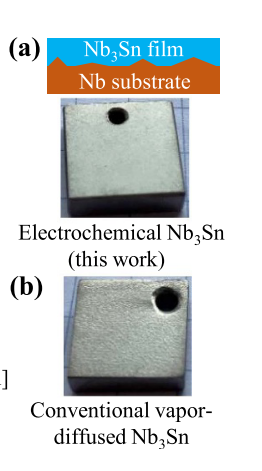 (a)
Nb₃Sn film
Nb substrate
Electrochemical Nb₃Sn
(this work)
(b)
]
Conventional vapor-
diffused Nb₃Sn